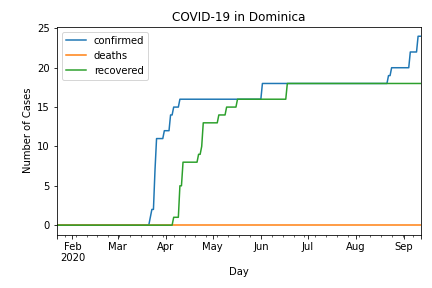 COVID-19 in Dominica
25
20
15
10
5
0
Number of Cases
confirmed
deaths
recovered
Feb Mar Apr May Jun Jul Aug Sep
2020
Day